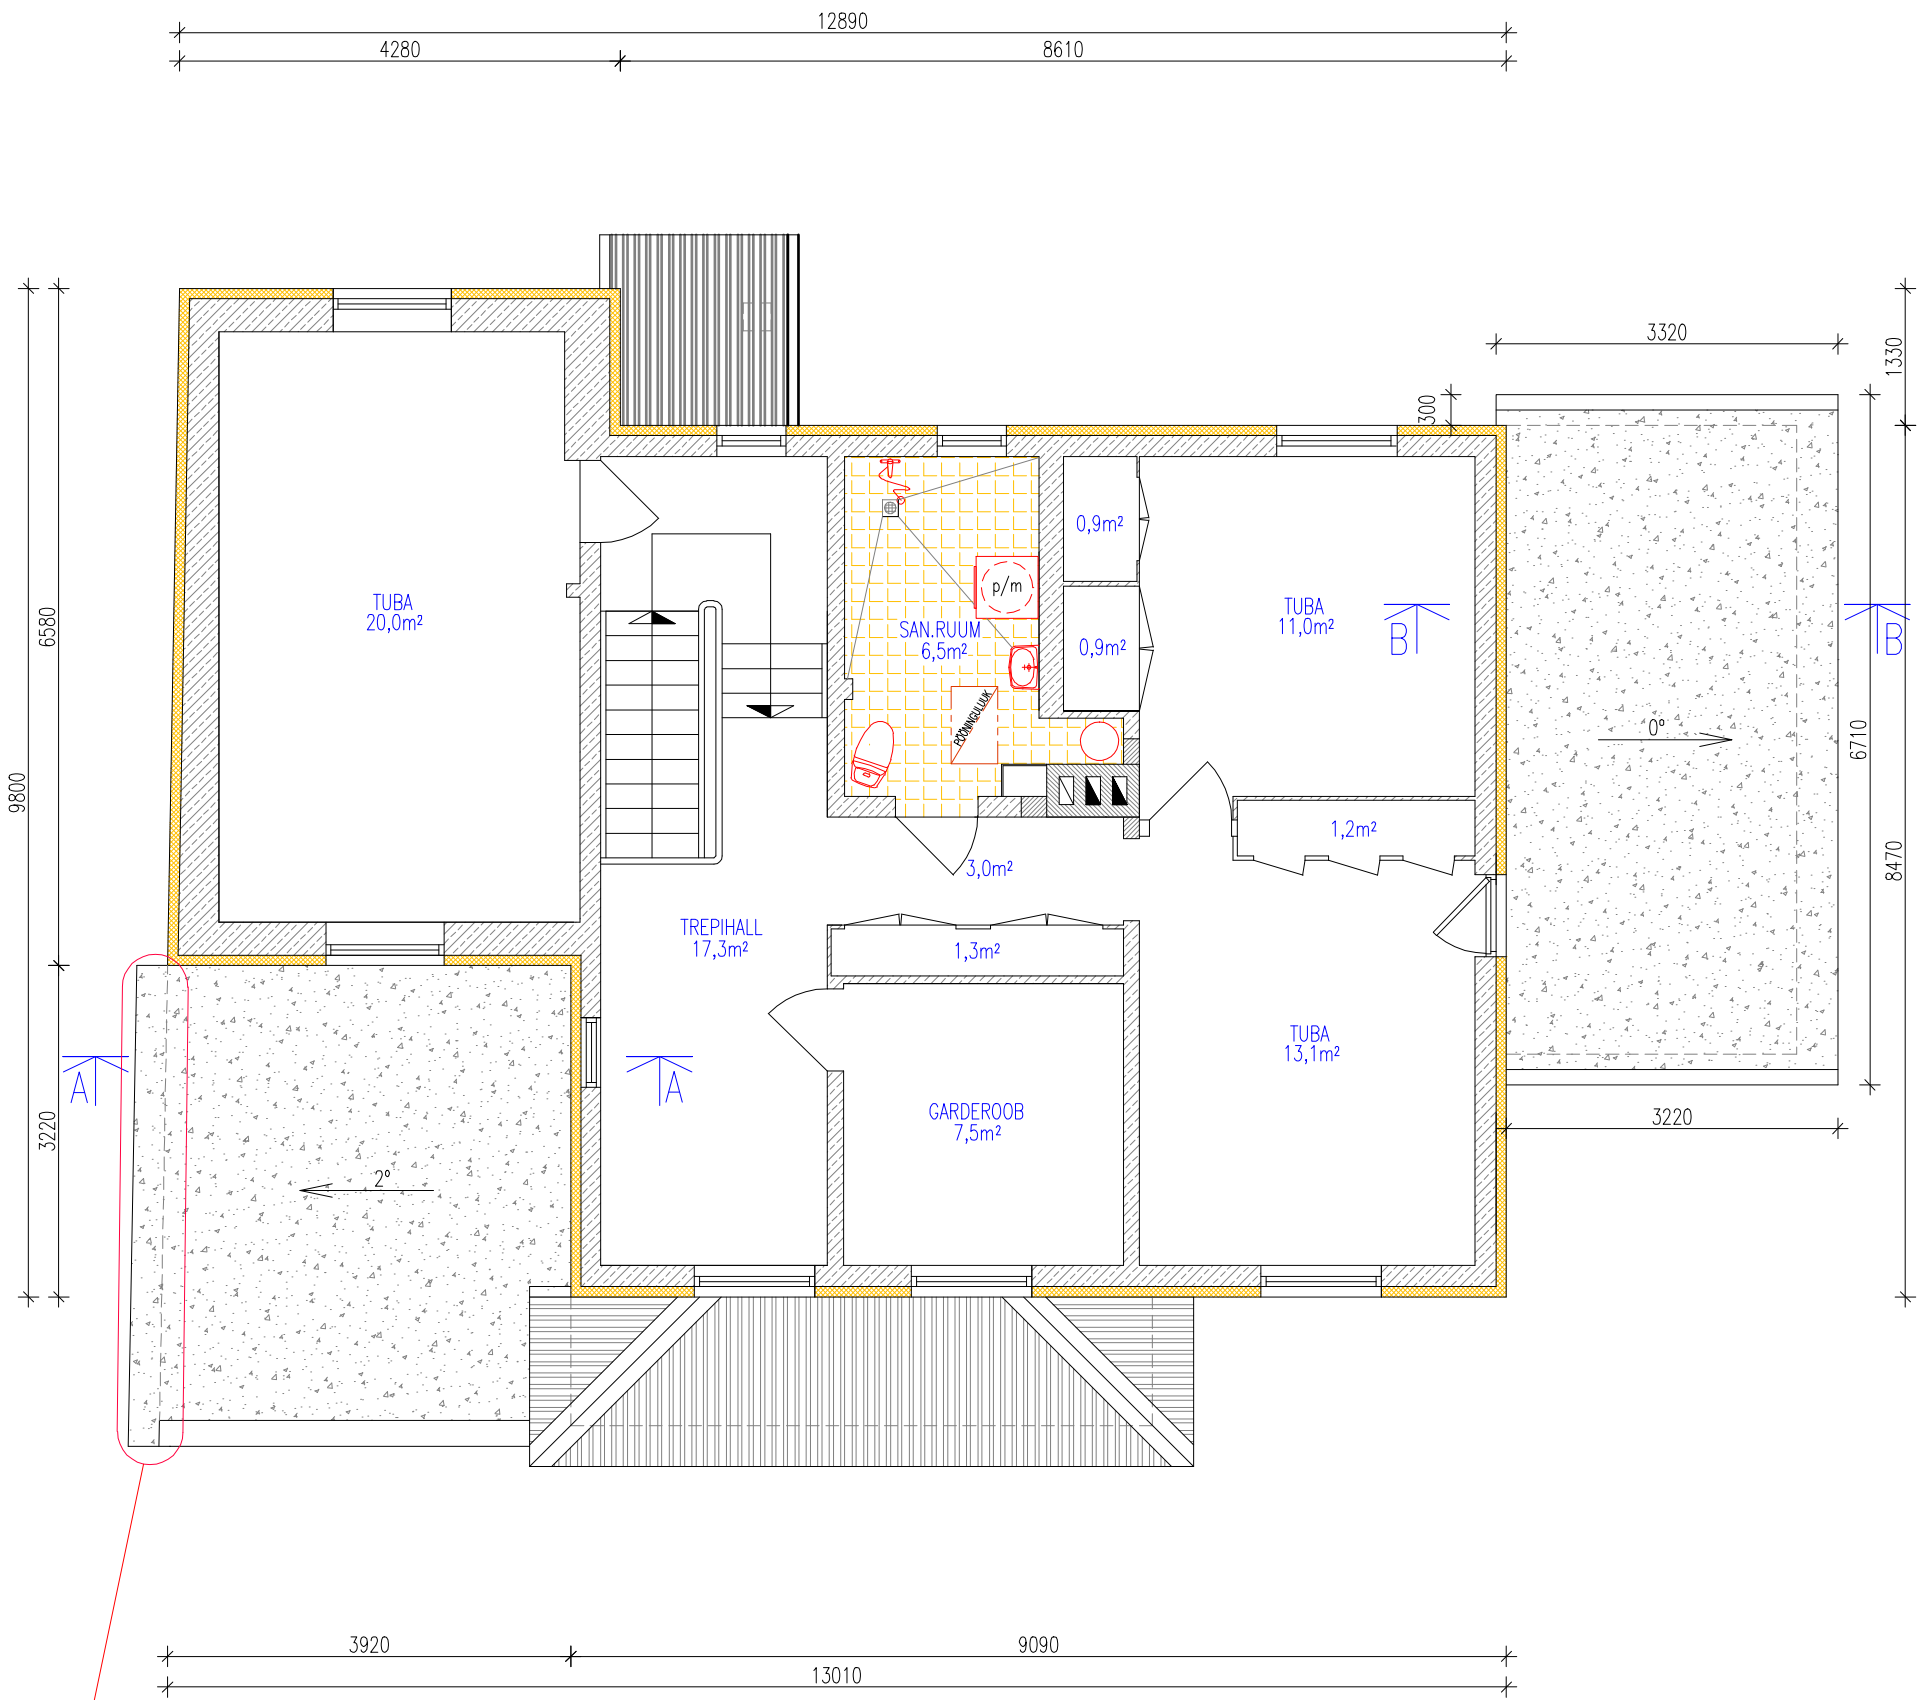 12890
4280
8610
3320
1330
300
0,9m²
p/m
TUBA
20,0m²
TUBA
11,0m²
SAN.RUUM
6,5m²
0,9m²
B
B
6580
PÖÖNINGULUUK
0°
6710
9800
1,2m²
8470
3,0m²
TREPIHALL
17,3m²
1,3m²
TUBA
13,1m²
A
A
GARDEROOB
7,5m²
3220
3220
2°
3920
9090
13010